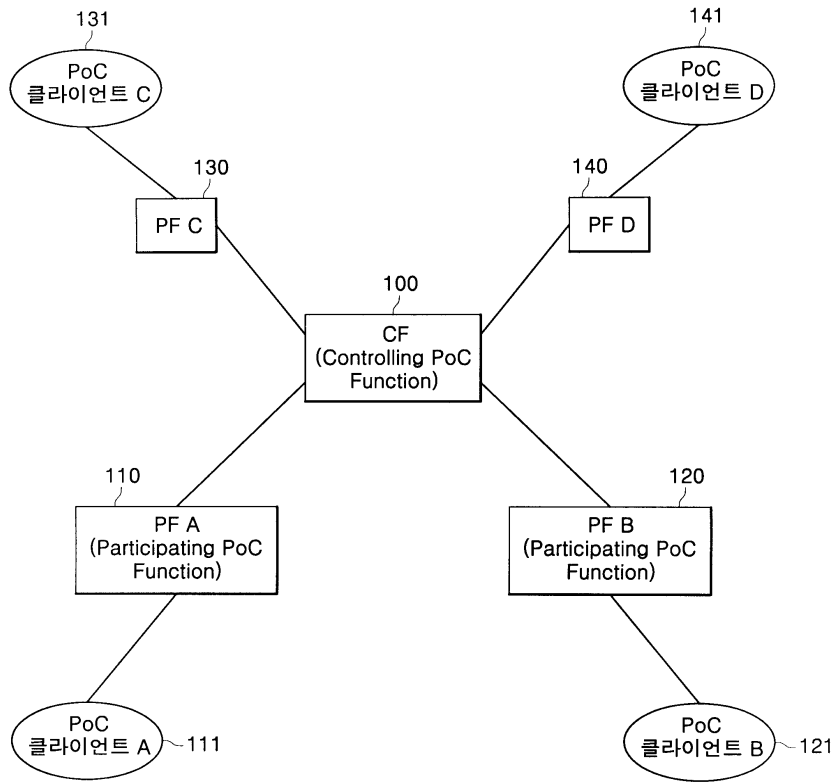 131
PoC
클라이언트 C
141
PoC
클라이언트 D
130
PF C
140
PF D
100
CF
(Controlling PoC
Function)
110
PF A
(Participating PoC
Function)
120
PF B
(Participating PoC
Function)
PoC
클라이언트 A
111
PoC
클라이언트 B
121